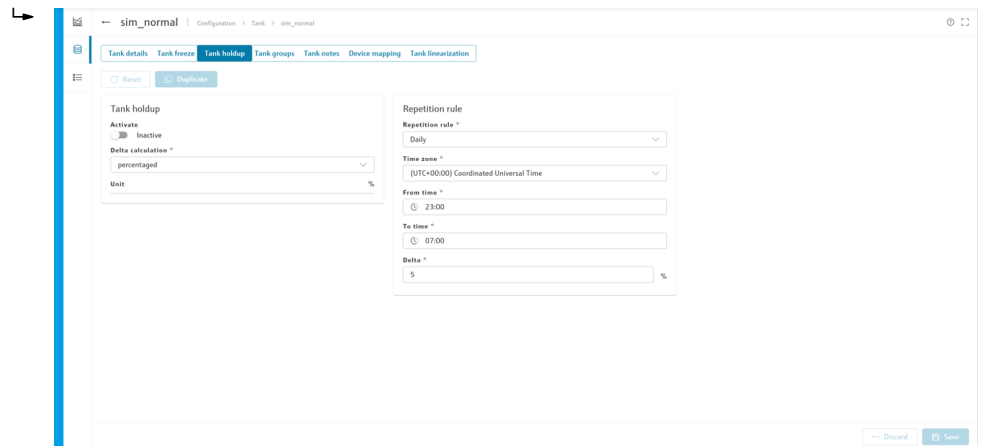 sim_normal
Configuration > Tank > sim_normal
Tank details Tank freeze Tank holdup Tank groups Tank notes Device mapping Tank linearization
Reset Duplicate
Tank holdup
Activate
Inactive
Delta calculation *
percentaged
Unit %
Repetition rule
Repetition rule *
Daily
Time zone *
(UTC+00:00) Coordinated Universal Time
From time *
23:00
To time *
07:00
Delta *
5 %
Discard Save